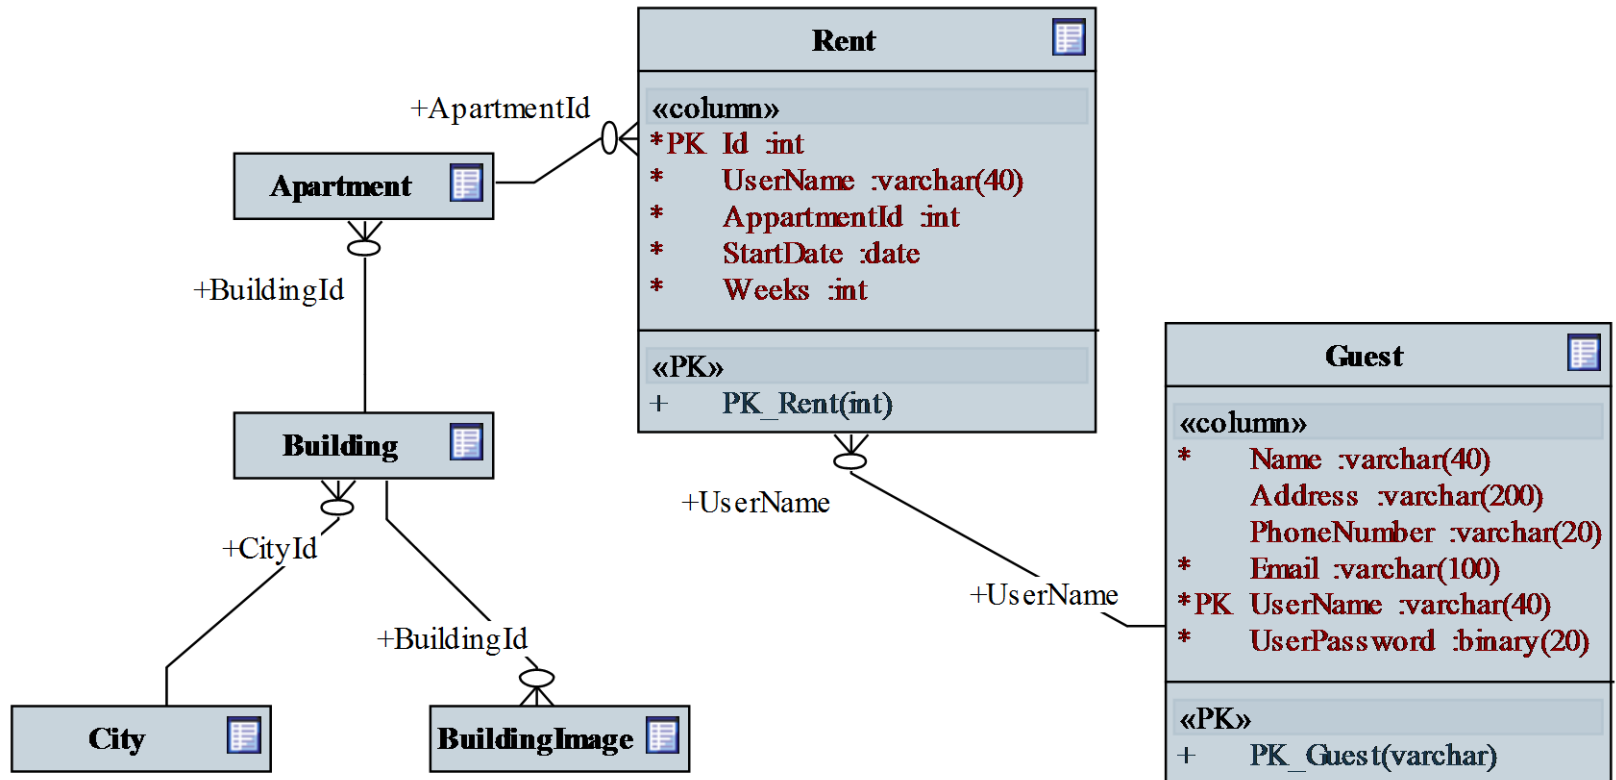 Rent
«column»
*PK Id :int
* UserName :varchar(40)
* AppartmentId :int
* StartDate :date
* Weeks :int
«PK»
+ PK_Rent(int)
+ApartmentId
Apartment
+BuildingId
Building
+CityId
+BuildingId
City
BuildingImage
+UserName
+UserName
Guest
«column»
* Name :varchar(40)
Address :varchar(200)
PhoneNumber :varchar(20)
* Email :varchar(100)
*PK UserName :varchar(40)
* UserPassword :binary(20)
«PK»
+ PK_Guest(varchar)